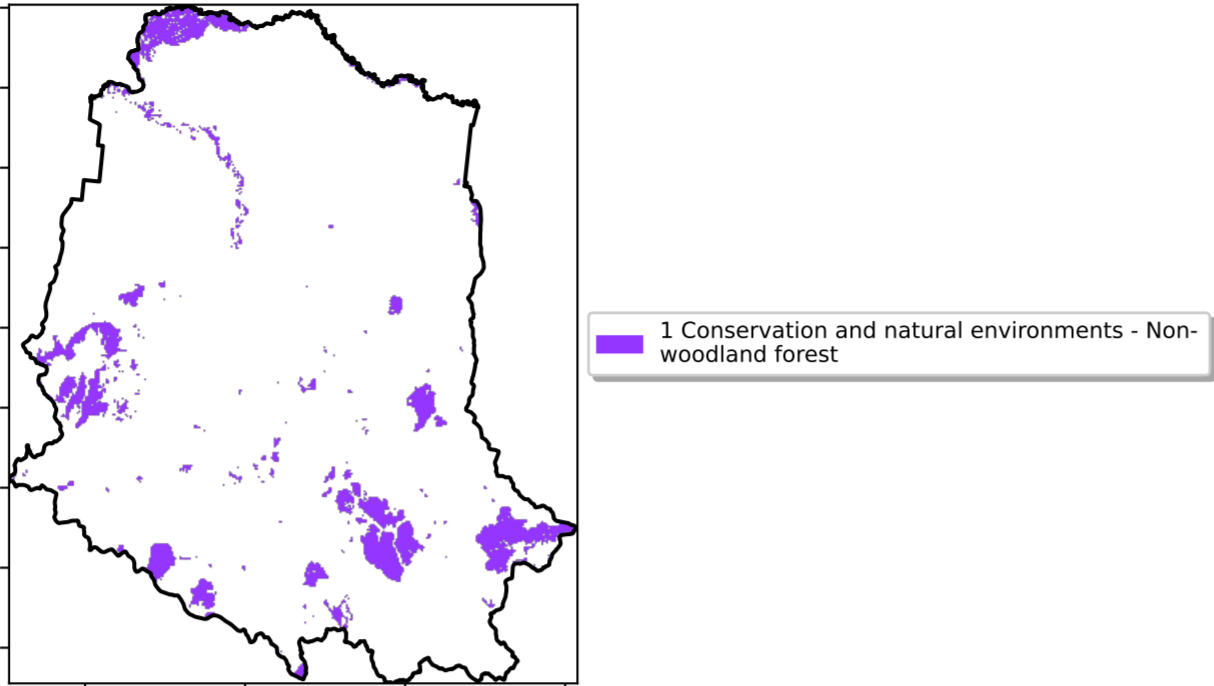 1 Conservation and natural environments - Non-
woodland forest